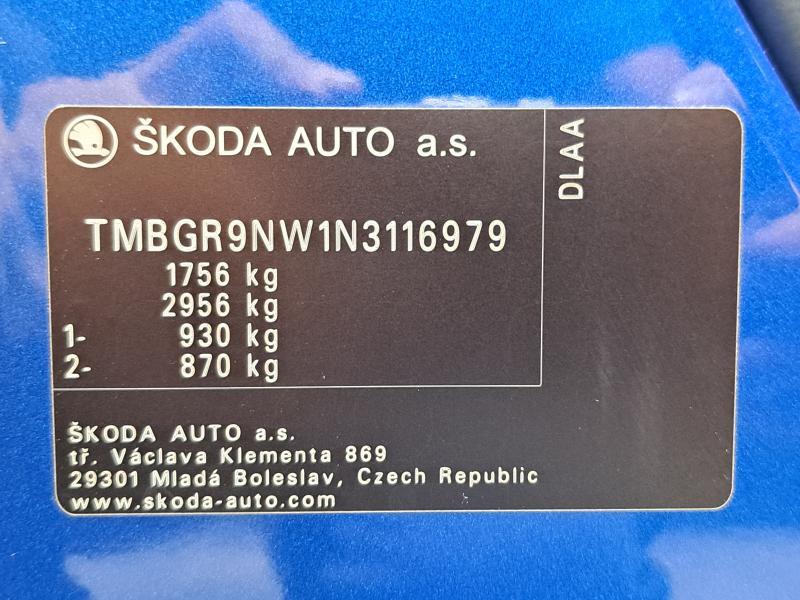 ŠKODA AUTO a.s.
DLAA
TMBGR9NW1N3116979
1756 kg
2956 kg
1- 930 kg
2- 870 kg
ŠKODA AUTO a.s.
tř. Václava Klementa 869
29301 Mladá Boleslav, Czech Republic
www.skoda-auto.com